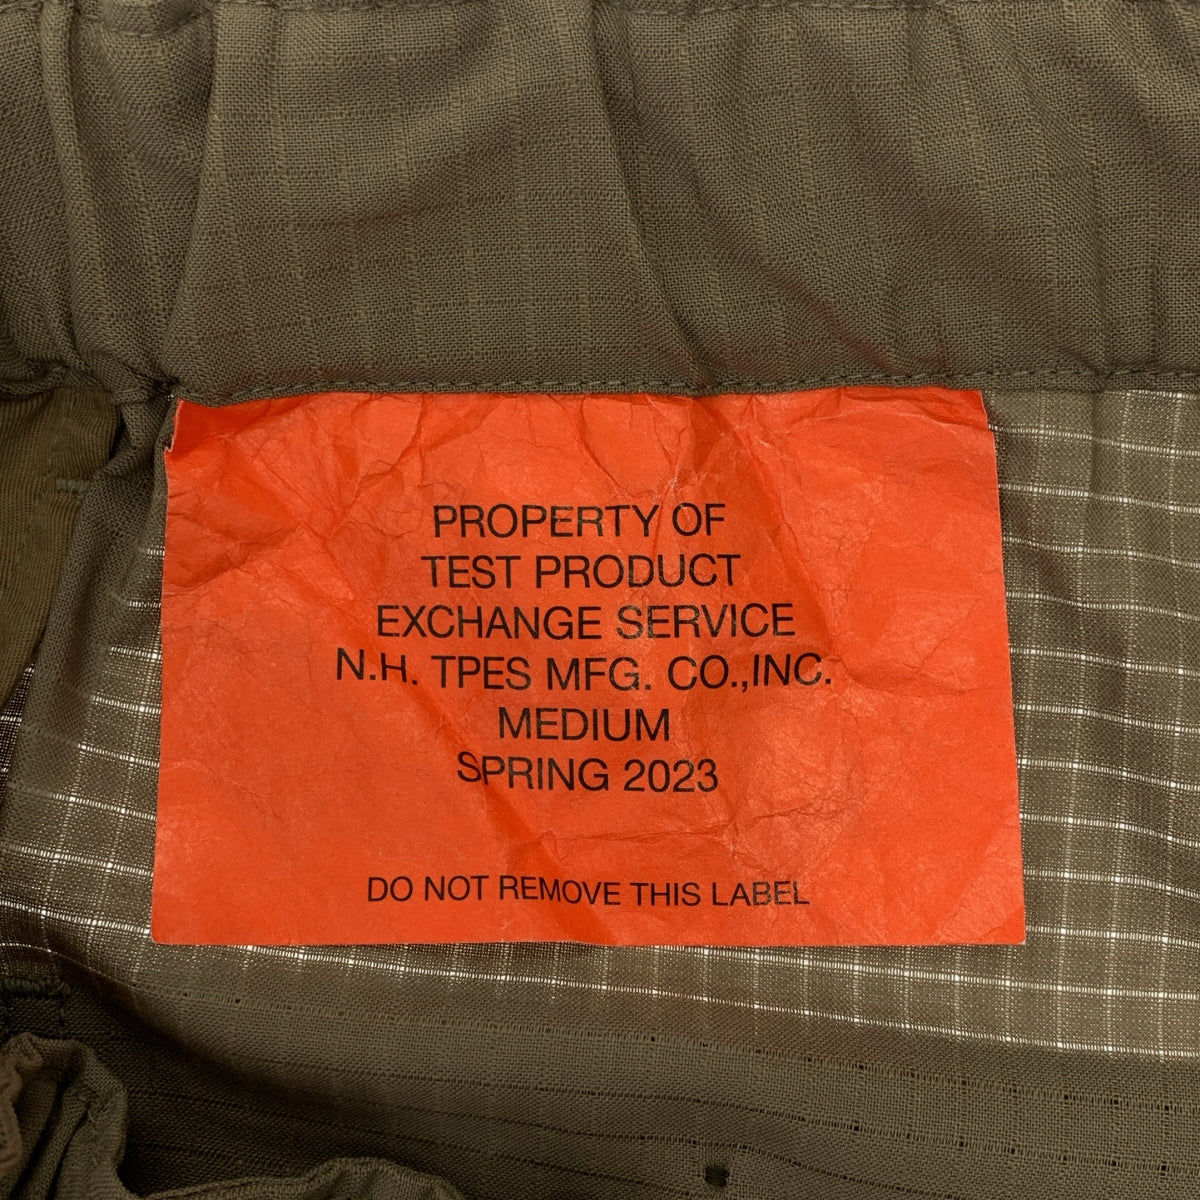 PROPERTY OF
TEST PRODUCT
EXCHANGE SERVICE
N.H. TPES MFG. CO.,INC.
MEDIUM
SPRING 2023
DO NOT REMOVE THIS LABEL